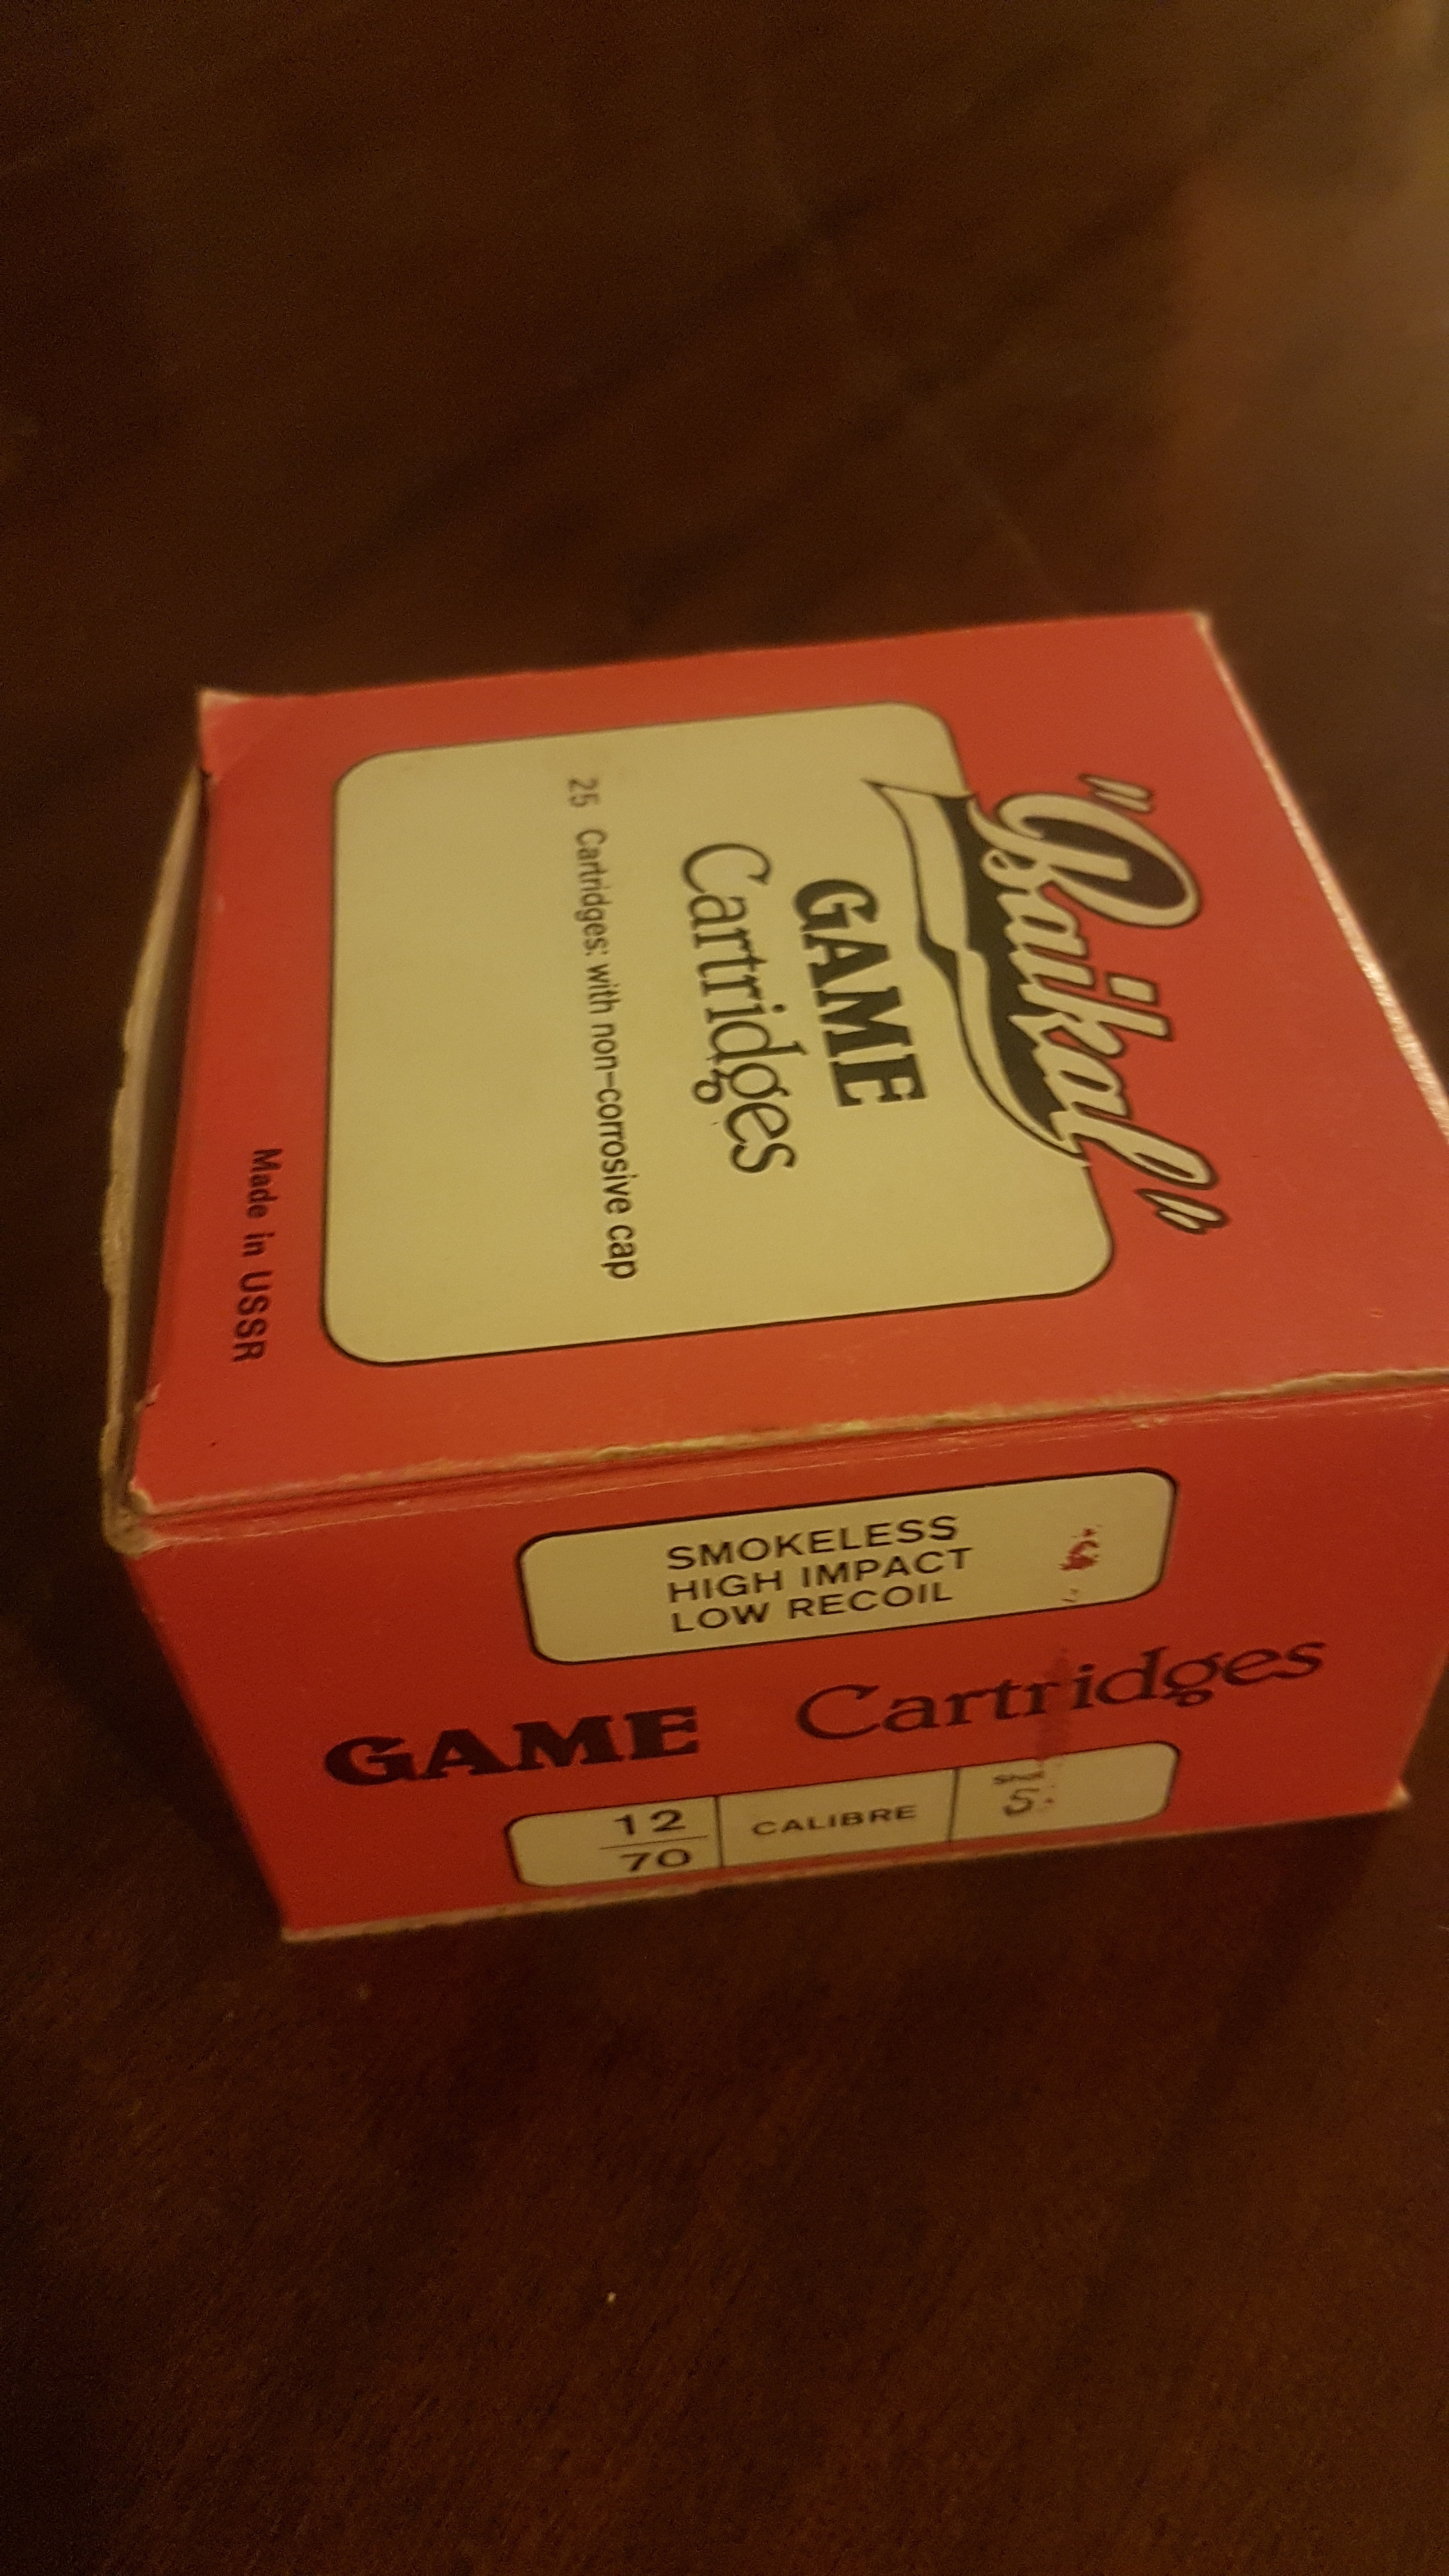 "Baikal"
GAME
Cartridges
25 Cartridges: with non-corrosive cap
Made in USSR
SMOKELESS
HIGH IMPACT
LOW RECOIL
GAME Cartridges
12
70
CALIBRE
5